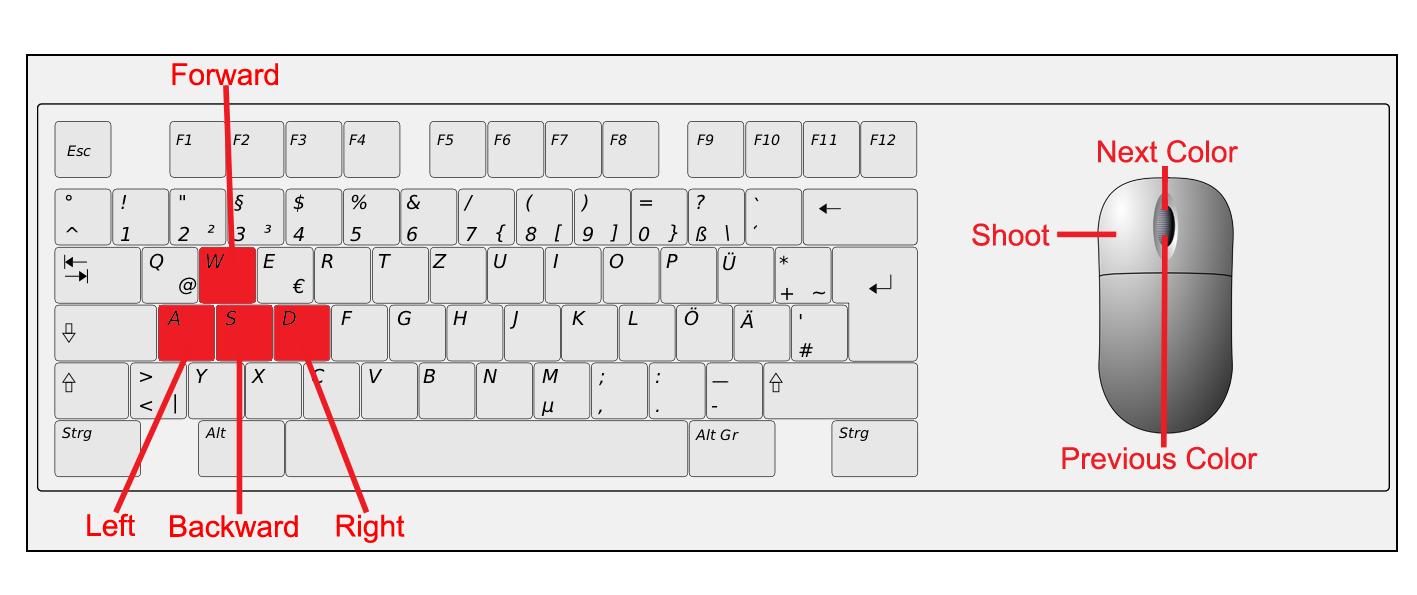 Forward
Esc F1 F2 F3 F4 F5 F6 F7 F8 F9 F10 F11 F12
° ! " § $ % & / ( ) = ? `
^ 1 2 ² 3 ³ 4 5 6 7 { 8 [ 9 ] 0 } ß \ ´
Q W E R T Z U I O P Ü *
@ € + ~
A S D F G H J K L Ö Ä '
#
> Y X C V B N M ; : _
< | µ , . -
Strg Alt Alt Gr Strg
Left Backward Right
Next Color
Shoot
Previous Color